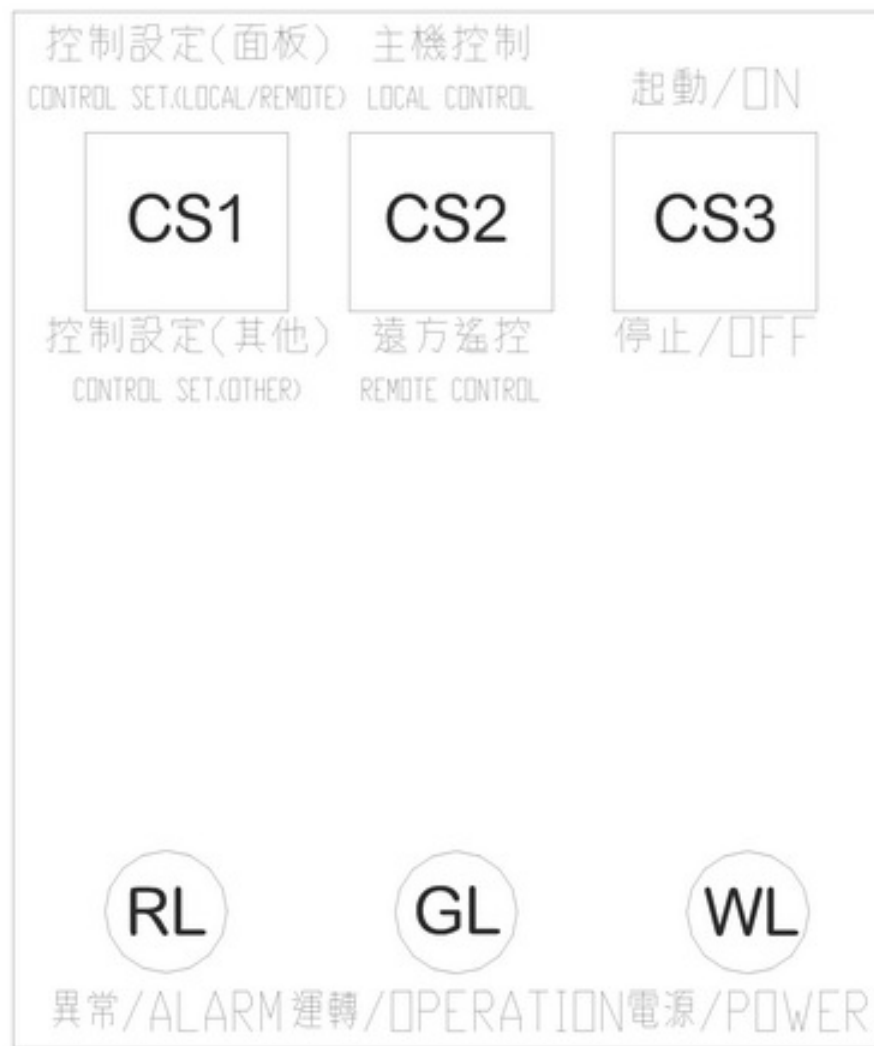 控制設定(面板) 主機控制
CONTROL SET.(LOCAL/REMOTE) LOCAL CONTROL
起動/ON
CS1 CS2 CS3
控制設定(其他) 遠方遙控 停止/OFF
CONTROL SET.(OTHER) REMOTE CONTROL
RL GL WL
異常/ALARM 運轉/OPERATION 電源/POWER